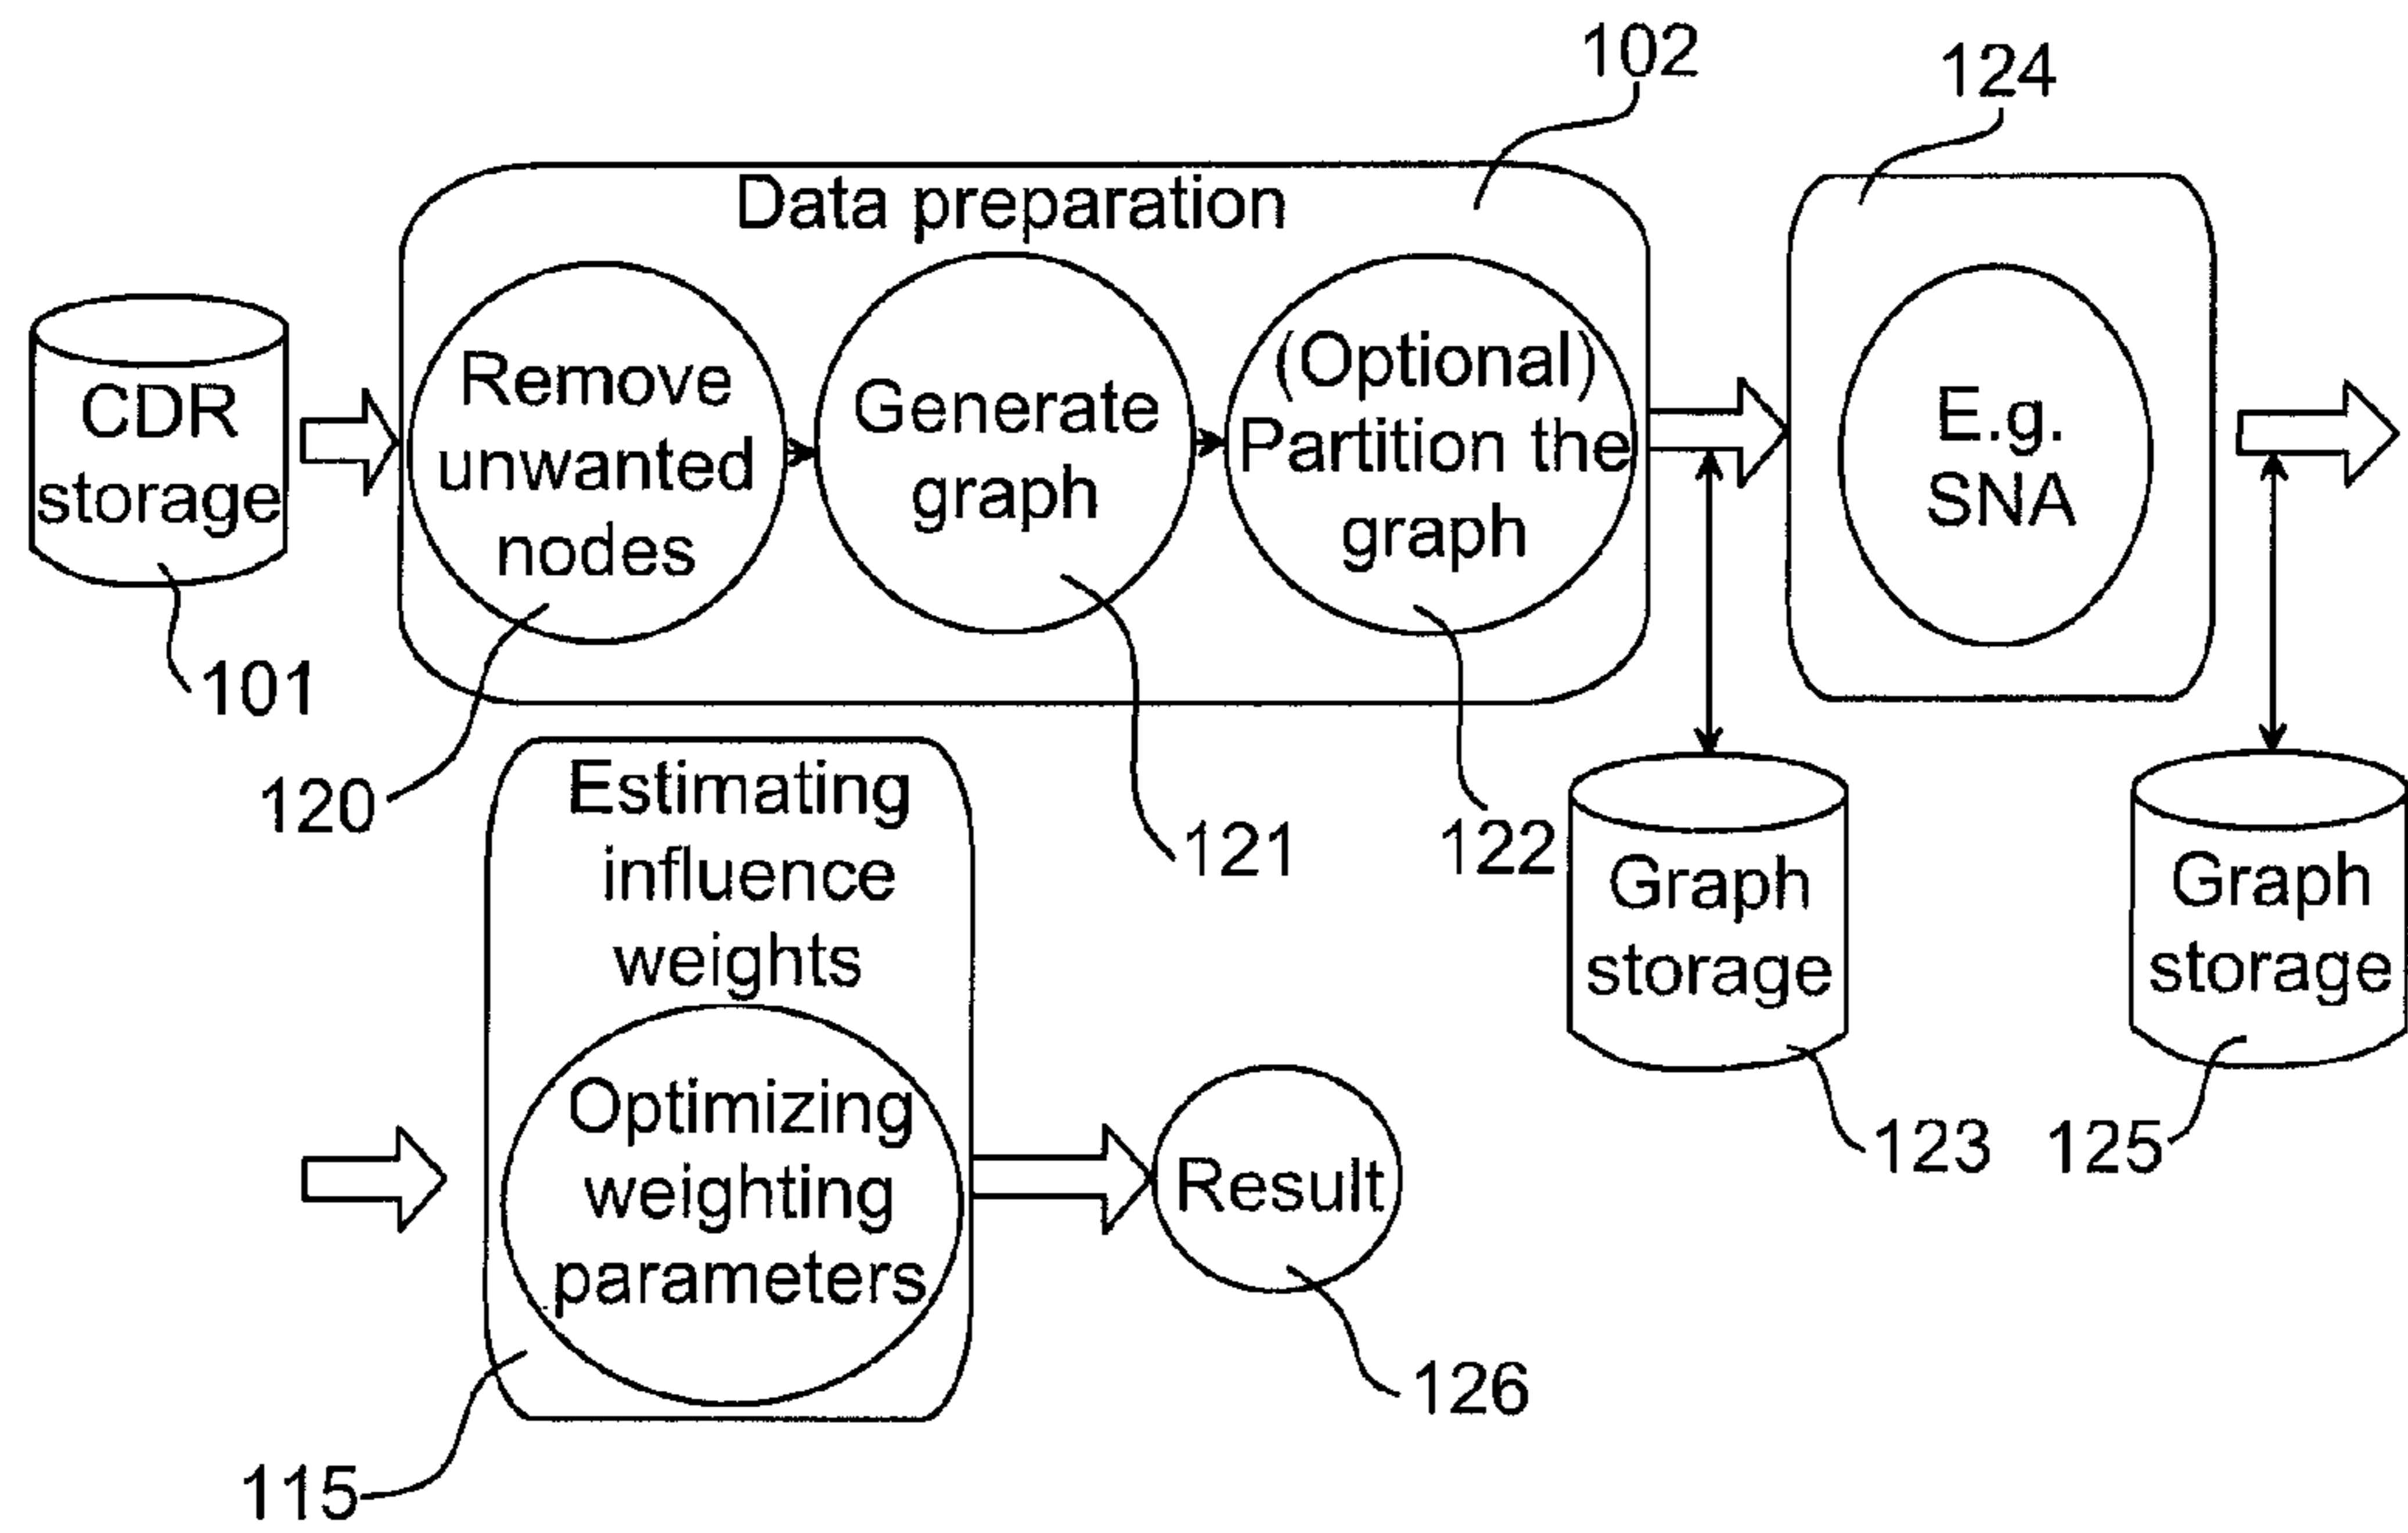 102
124
Data preparation
CDR
storage
101
Remove
unwanted
nodes
120
Generate
graph
121
(Optional)
Partition the
graph
122
E.g.
SNA
Graph
storage
123
Graph
storage
125
Estimating
influence
weights
Optimizing
weighting
parameters
115
Result
126